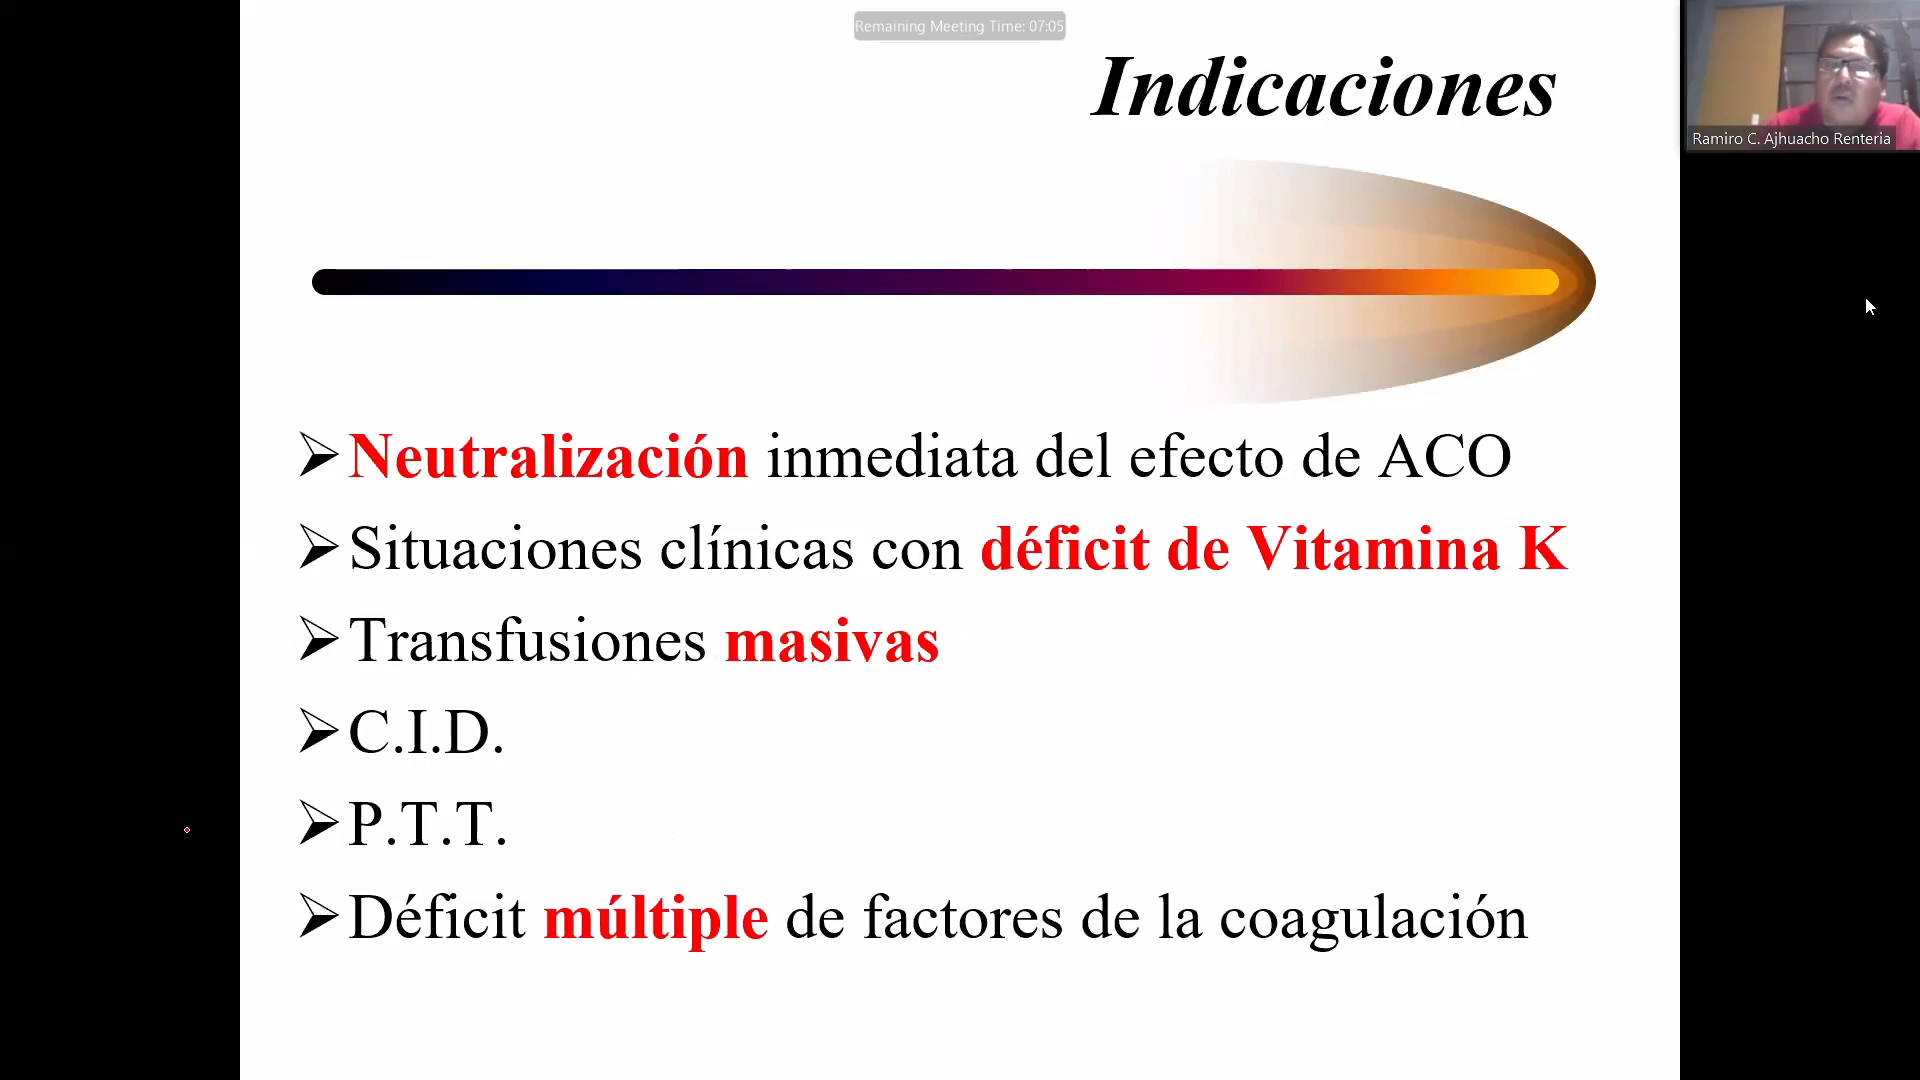 Remaining Meeting Time: 07:05
Indicaciones
Ramiro C. Ajhuacho Renteria
Neutralización inmediata del efecto de ACO
Situaciones clínicas con déficit de Vitamina K
Transfusiones masivas
C.I.D.
P.T.T.
Déficit múltiple de factores de la coagulación